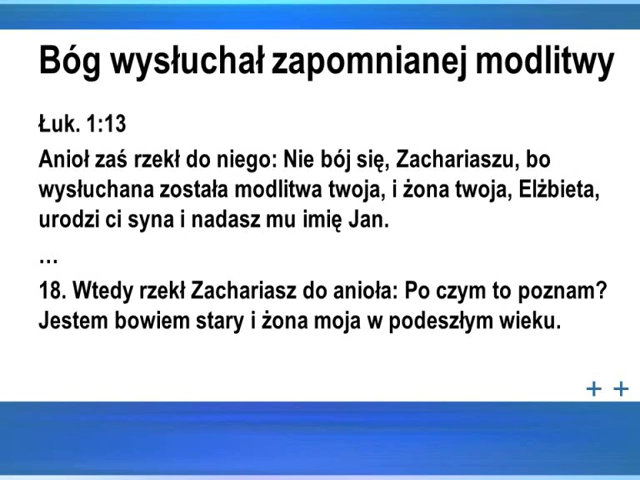 Bóg wysłuchał zapomnianej modlitwy
Łuk. 1:13
Anioł zaś rzekł do niego: Nie bój się, Zachariaszu, bo
wysłuchana została modlitwa twoja, i żona twoja, Elżbieta,
urodzi ci syna i nadasz mu imię Jan.
…
18. Wtedy rzekł Zachariasz do anioła: Po czym to poznam?
Jestem bowiem stary i żona moja w podeszłym wieku.
+ +